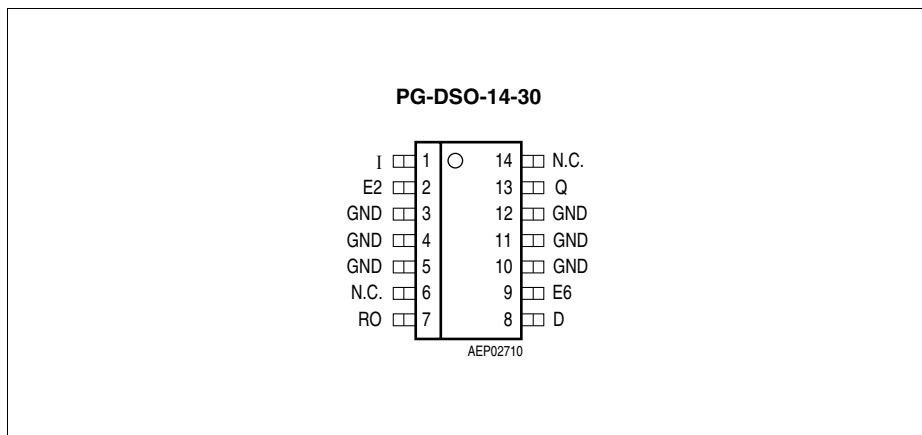 PG-DSO-14-30
I 1 14 N.C.
E2 2 13 Q
GND 3 12 GND
GND 4 11 GND
GND 5 10 GND
N.C. 6 9 E6
RO 7 8 D
AEP02710